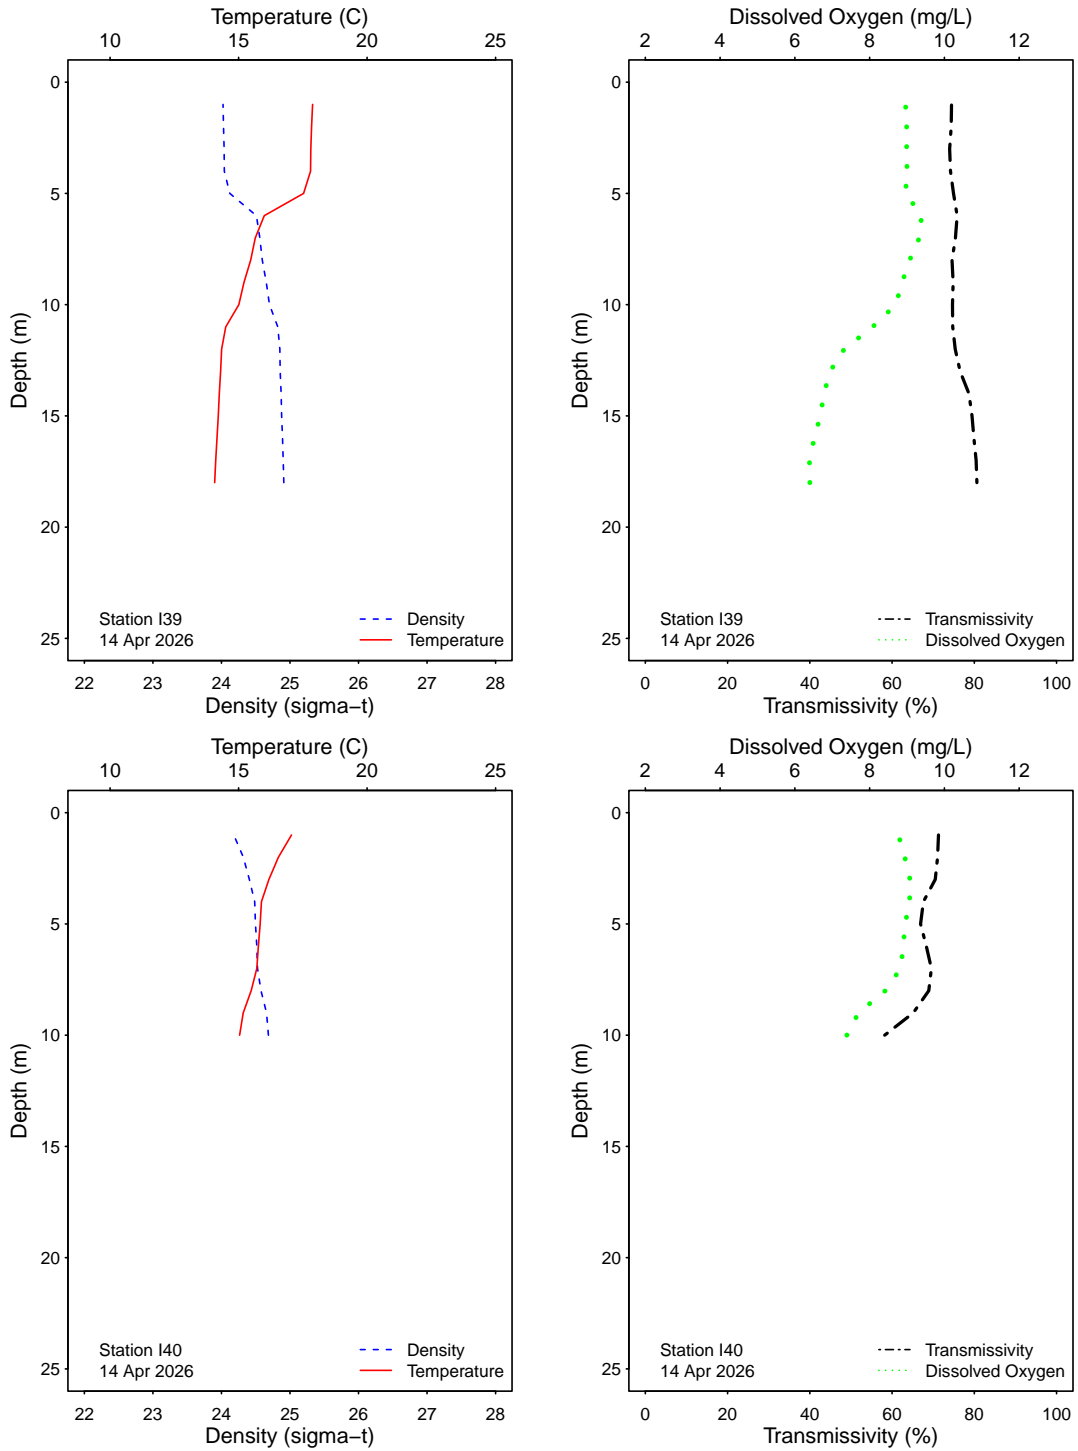 Temperature (C)
10 15 20 25
0
5
10
15
20
25
Depth (m)
Station I39
14 Apr 2026
Density
Temperature
22 23 24 25 26 27 28
Density (sigma−t)
Dissolved Oxygen (mg/L)
2 4 6 8 10 12
0
5
10
15
20
25
Depth (m)
Station I39
14 Apr 2026
Transmissivity
Dissolved Oxygen
0 20 40 60 80 100
Transmissivity (%)
Temperature (C)
10 15 20 25
0
5
10
15
20
25
Depth (m)
Station I40
14 Apr 2026
Density
Temperature
22 23 24 25 26 27 28
Density (sigma−t)
Dissolved Oxygen (mg/L)
2 4 6 8 10 12
0
5
10
15
20
25
Depth (m)
Station I40
14 Apr 2026
Transmissivity
Dissolved Oxygen
0 20 40 60 80 100
Transmissivity (%)